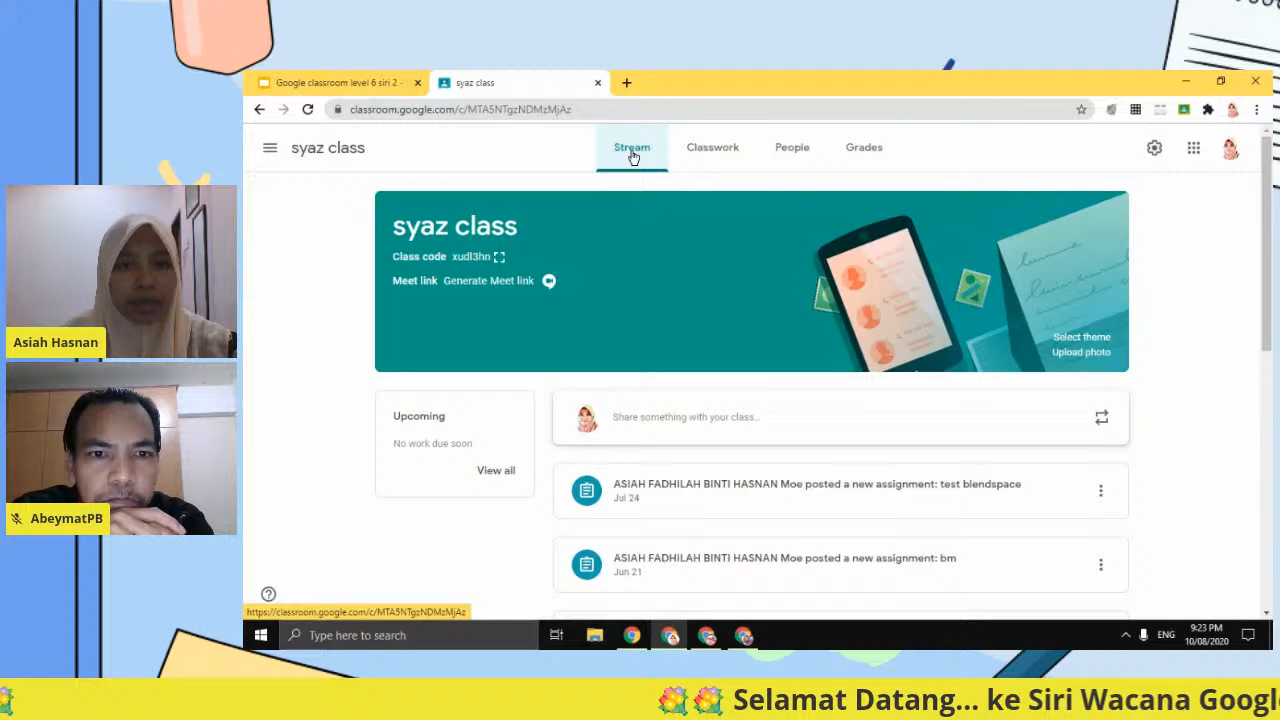 Google classroom level 6 siri 2 -
syaz class
classroom.google.com/c/MTA5NTgzNDMzMjAz
syaz class
Stream
Classwork
People
Grades
syaz class
Class code xudl3hn
Meet link Generate Meet link
Select theme
Upload photo
Upcoming
No work due soon
View all
Share something with your class...
ASIAH FADHILAH BINTI HASNAN Moe posted a new assignment: test blendspace
Jul 24
ASIAH FADHILAH BINTI HASNAN Moe posted a new assignment: bm
Jun 21
Asiah Hasnan
AbeymatPB
https://classroom.google.com/c/MTA5NTgzNDMzMjAz
Type here to search
ENG
9:23 PM
10/08/2020
Selamat Datang... ke Siri Wacana Googl